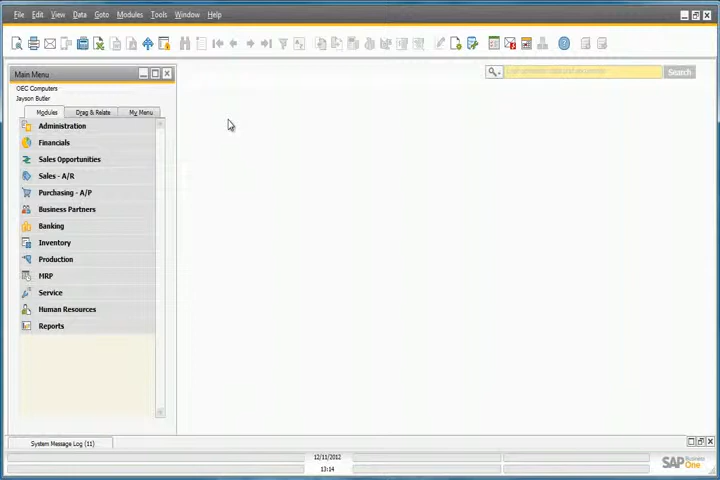 File Edit View Data Goto Modules Tools Window Help
Main Menu
OEC Computers
Jayson Butler
Modules Drag & Relate My Menu
Administration
Financials
Sales Opportunities
Sales - A/R
Purchasing - A/P
Business Partners
Banking
Inventory
Production
MRP
Service
Human Resources
Reports
Search
System Message Log (11)
12/11/2012
13:14
SAP Business One